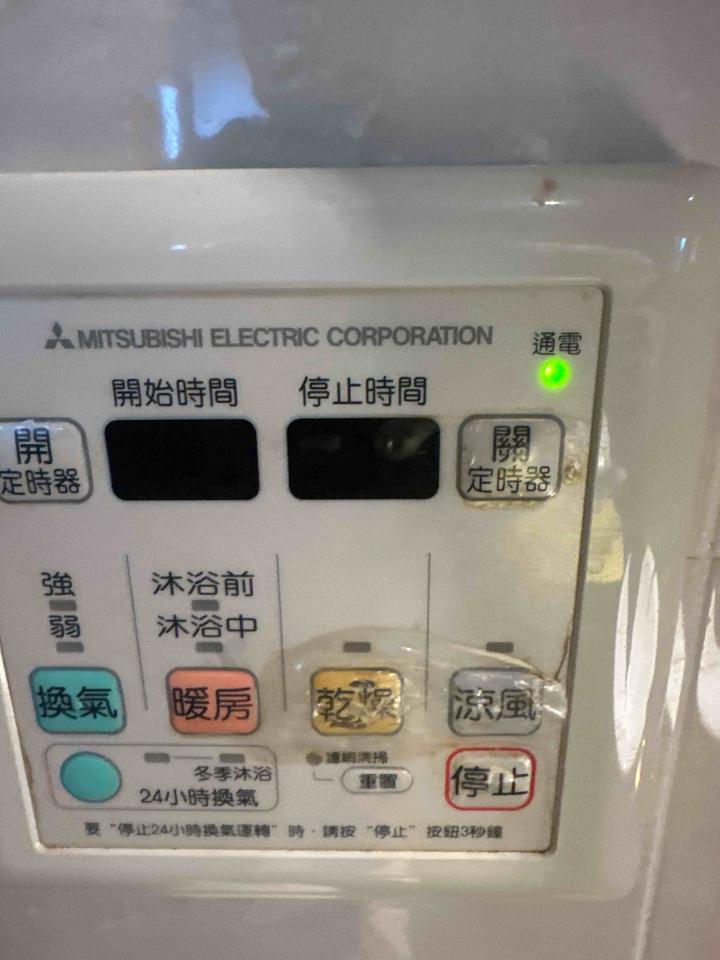 MITSUBISHI ELECTRIC CORPORATION
通電
開始時間 停止時間
開
定時器
關
定時器
強
弱
沐浴前
沐浴中
換氣 暖房 乾燥 涼風
冬季沐浴
24小時換氣
濾網清掃
重置
停止
要 "停止24小時換氣運轉" 時，請按 "停止" 按鈕3秒鐘